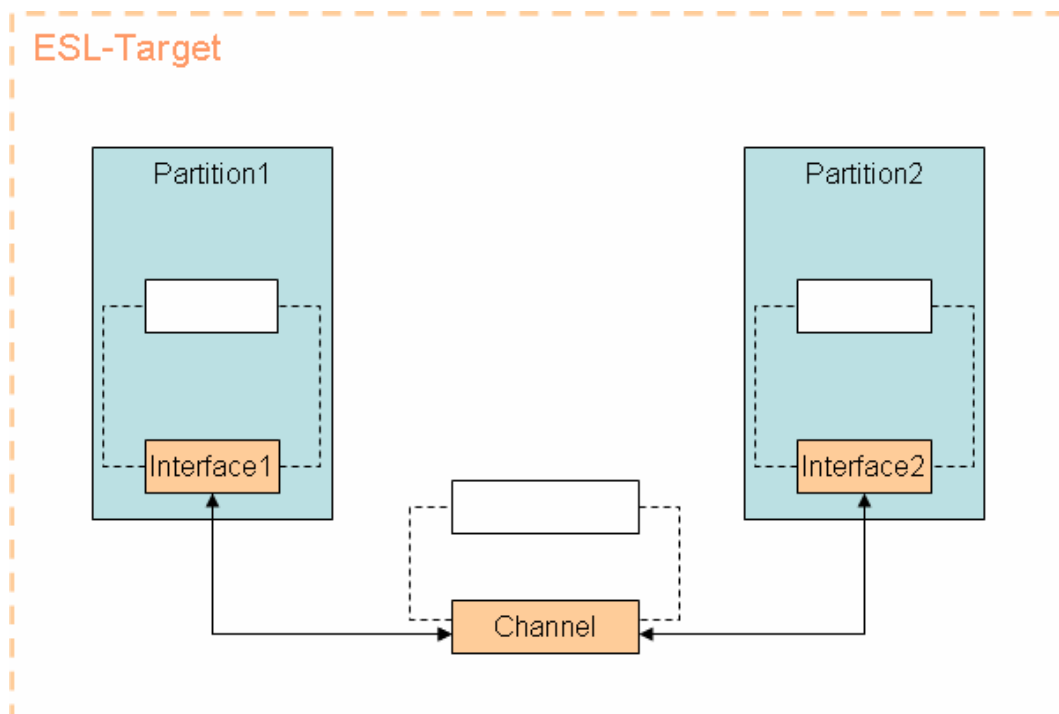 ESL-Target
Partition1
Partition2
Interface1
Interface2
Channel